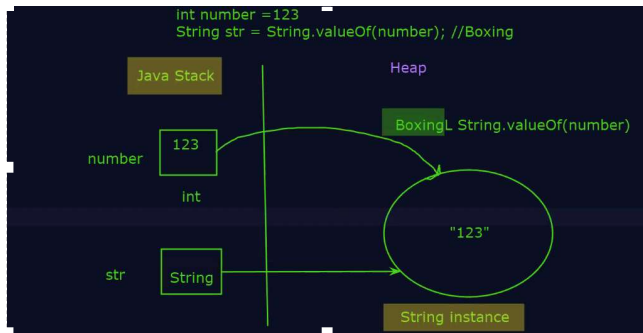 int number =123
String str = String.valueOf(number); //Boxing
Java Stack
Heap
BoxingL String.valueOf(number)
123
number
int
"123"
str
String
String instance